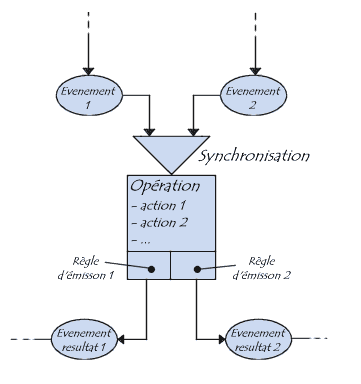 Evenement
1
Evenement
2
Synchronisation
Opération
- action 1
- action 2
- ...
Règle
d'émisson 1
Règle
d'émisson 2
Evenement
resultat 1
Evenement
resultat 2